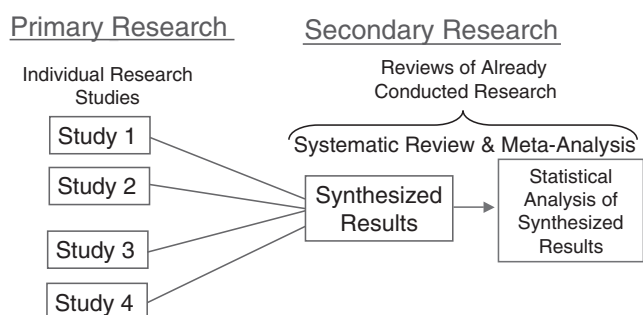 Primary Research
Secondary Research
Individual Research
Studies
Reviews of Already
Conducted Research
Study 1
Study 2
Study 3
Study 4
Systematic Review & Meta-Analysis
Synthesized
Results
Statistical
Analysis of
Synthesized
Results